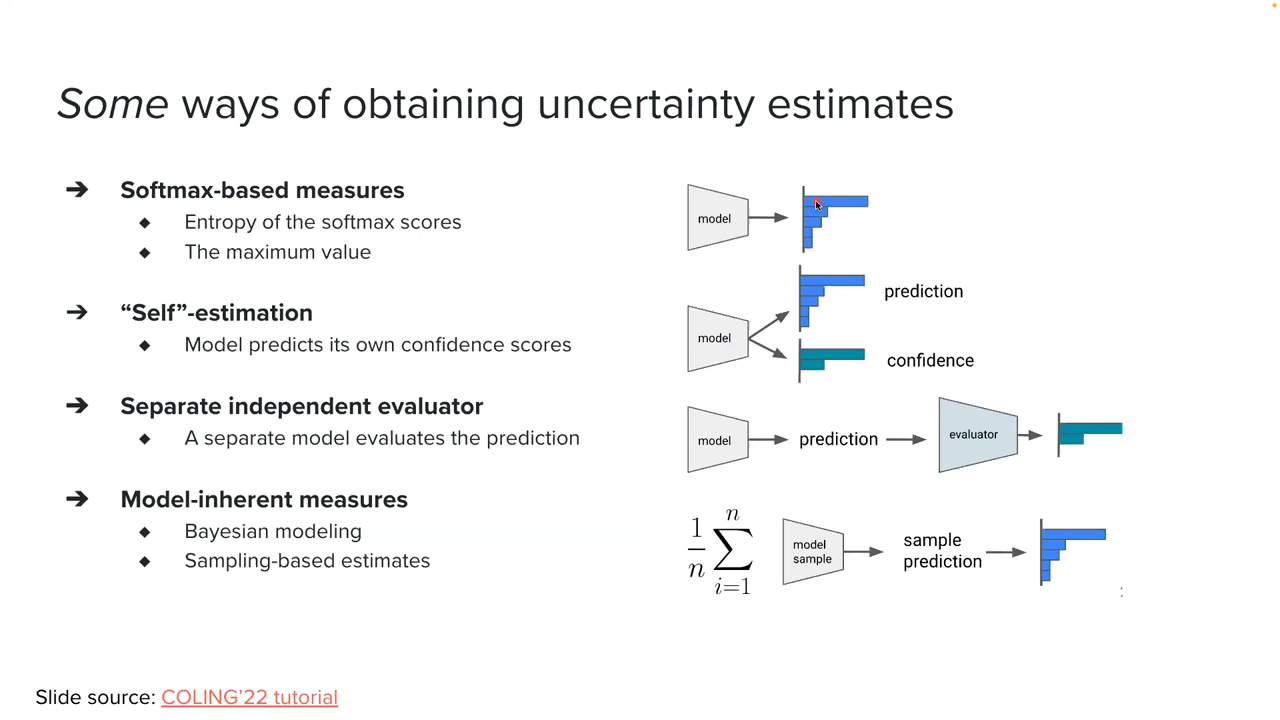 Some ways of obtaining uncertainty estimates
➔ Softmax-based measures
◆ Entropy of the softmax scores
◆ The maximum value
model
➔ “Self”-estimation
◆ Model predicts its own confidence scores
model
prediction
confidence
➔ Separate independent evaluator
◆ A separate model evaluates the prediction
model
prediction
evaluator
➔ Model-inherent measures
◆ Bayesian modeling
◆ Sampling-based estimates
n
1/n ∑
i=1
model
sample
sample
prediction
Slide source: COLING’22 tutorial